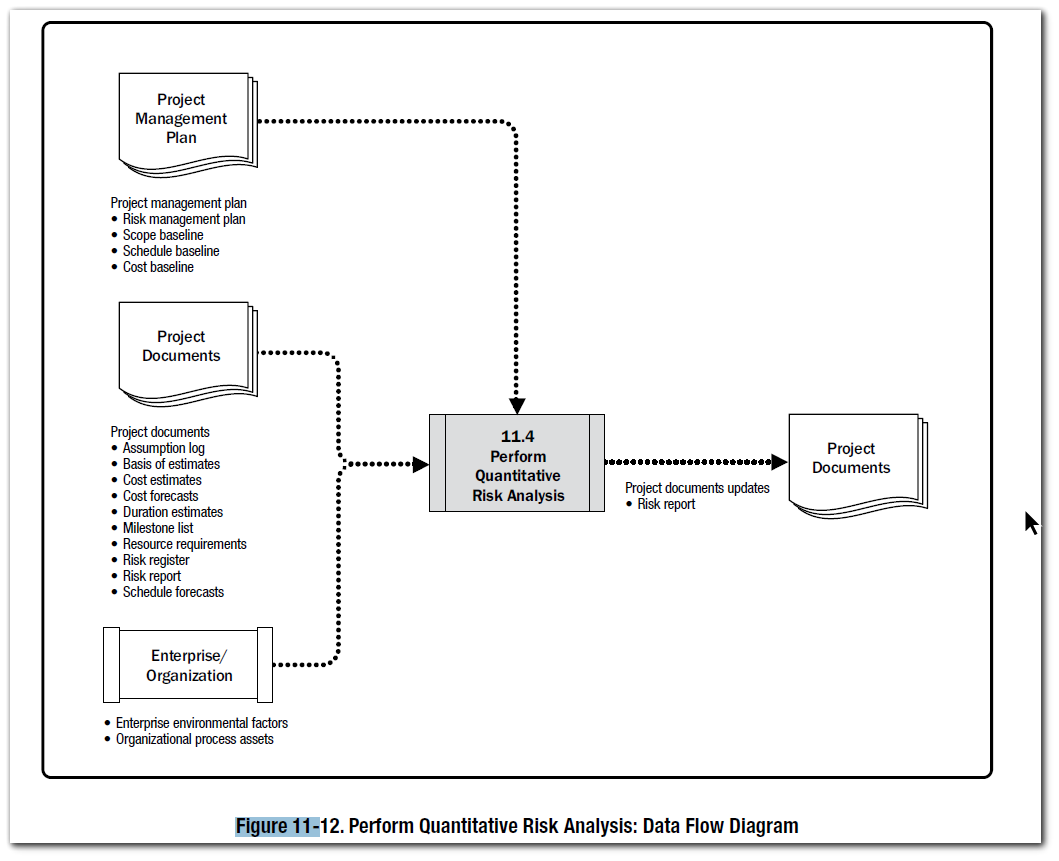 Project
Management
Plan
Project management plan
• Risk management plan
• Scope baseline
• Schedule baseline
• Cost baseline
Project
Documents
Project documents
• Assumption log
• Basis of estimates
• Cost estimates
• Cost forecasts
• Duration estimates
• Milestone list
• Resource requirements
• Risk register
• Risk report
• Schedule forecasts
Enterprise/
Organization
• Enterprise environmental factors
• Organizational process assets
11.4
Perform
Quantitative
Risk Analysis
Project documents updates
• Risk report
Project
Documents
Figure 11-12. Perform Quantitative Risk Analysis: Data Flow Diagram